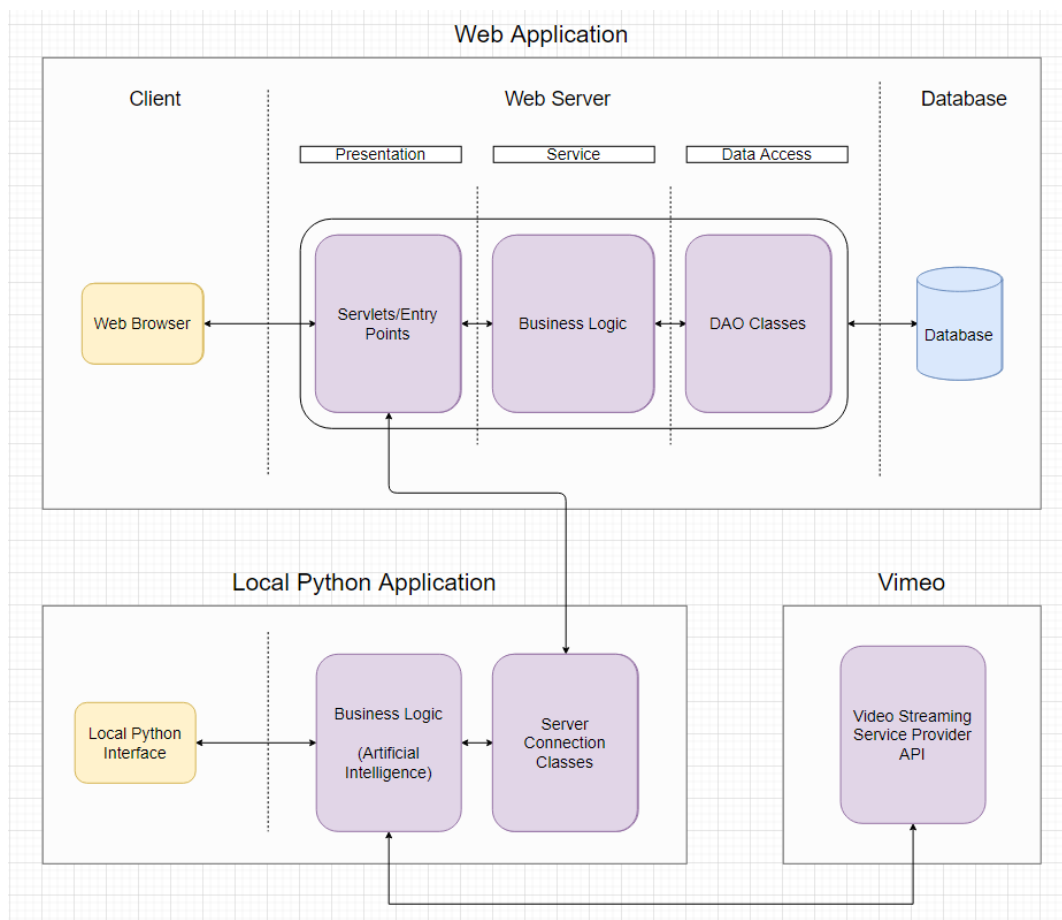 Web Application
Client
Web Server
Database
Presentation
Service
Data Access
Web Browser
Servlets/Entry
Points
Business Logic
DAO Classes
Database
Local Python Application
Vimeo
Local Python
Interface
Business Logic
(Artificial
Intelligence)
Server
Connection
Classes
Video Streaming
Service Provider
API